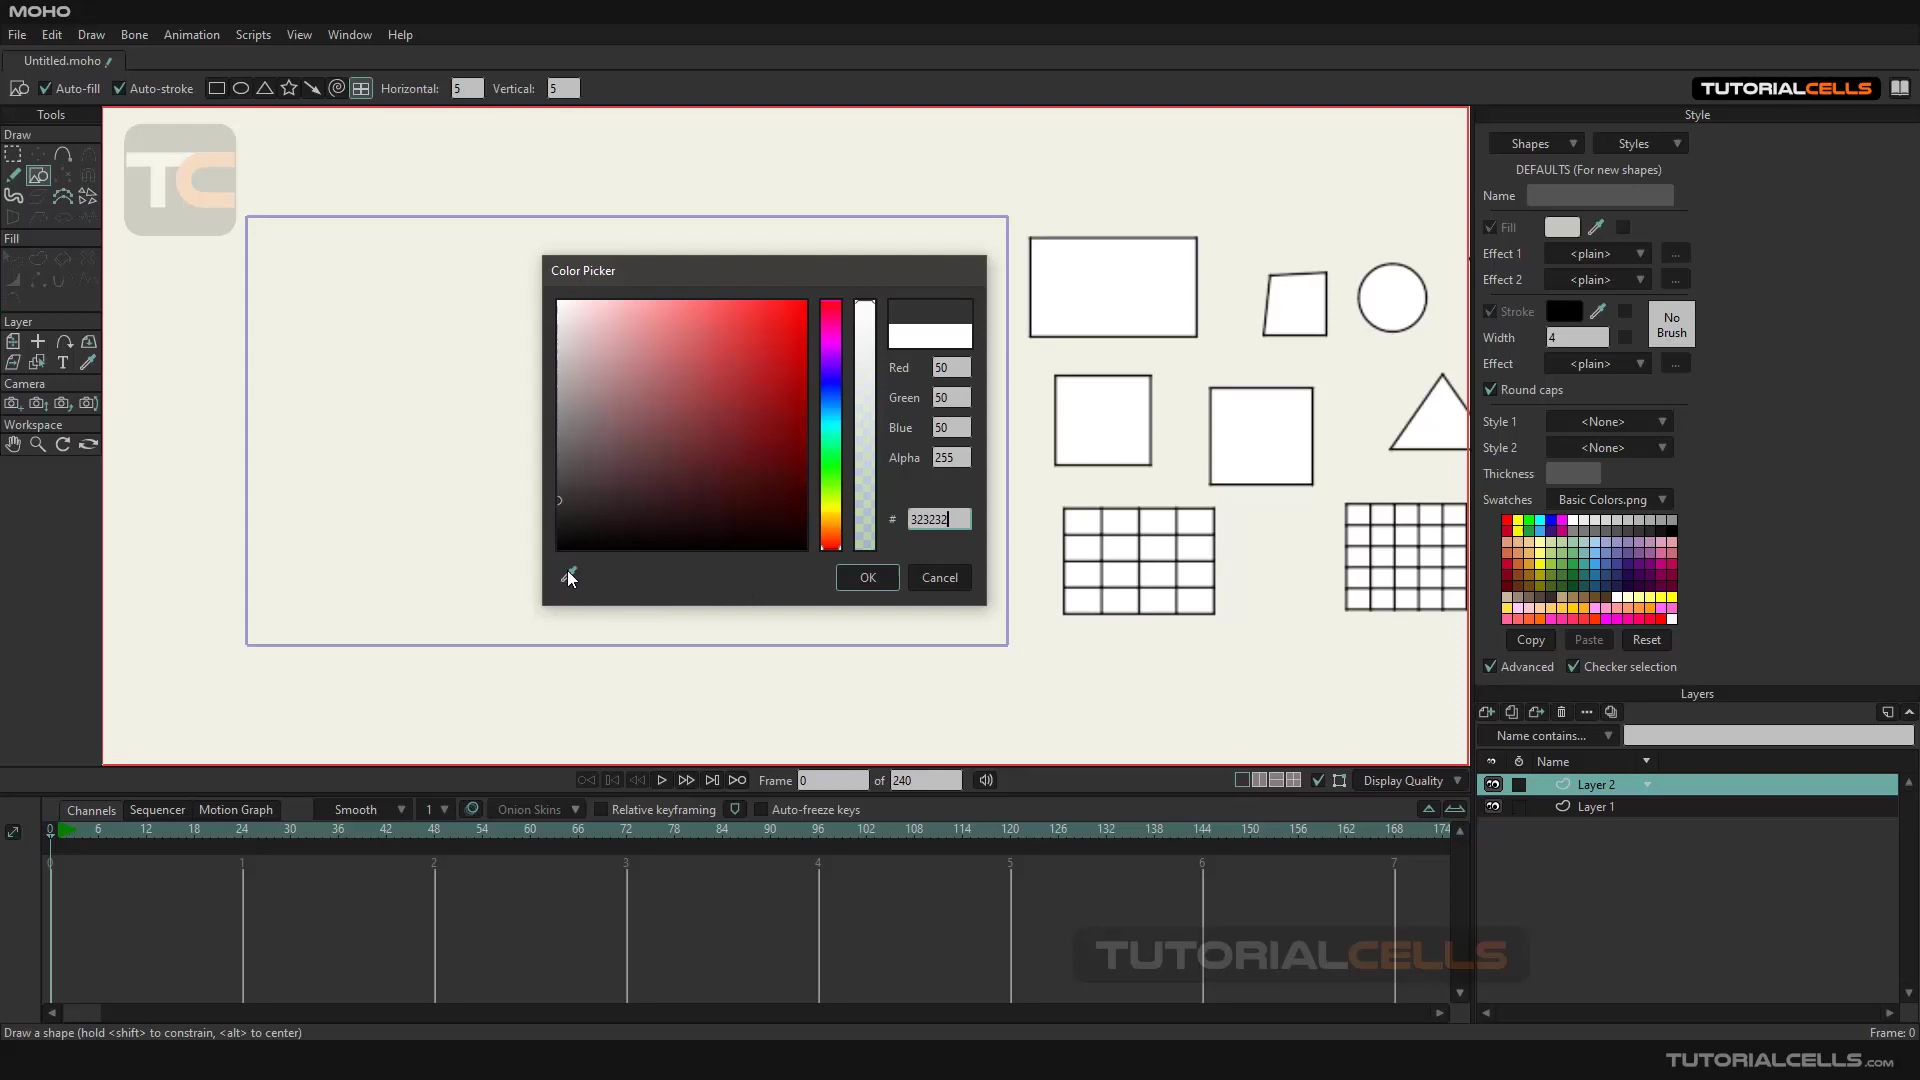 MOHO
File Edit Draw Bone Animation Scripts View Window Help
Untitled.moho
Auto-fill Auto-stroke Horizontal: 5 Vertical: 5
TUTORIALCELLS
Tools
Draw
Fill
Layer
T
Camera
Workspace
TC
Color Picker
Red 50
Green 50
Blue 50
Alpha 255
# 323232
OK Cancel
Style
Shapes Styles
DEFAULTS (For new shapes)
Name
Fill
Effect 1 <plain> ...
Effect 2 <plain> ...
Stroke
No
Brush
Width 4
Effect <plain> ...
Round caps
Style 1 <None>
Style 2 <None>
Thickness
Swatches Basic Colors.png
Copy Paste Reset
Advanced Checker selection
Layers
Name contains...
Name
Layer 2
Layer 1
Frame 0 of 240 Display Quality
Channels Sequencer Motion Graph Smooth 1 Onion Skins Relative keyframing Auto-freeze keys
0 6 12 18 24 30 36 42 48 54 60 66 72 78 84 90 96 102 108 114 120 126 132 138 144 150 156 162 168 174
0 1 2 3 4 5 6 7
TUTORIALCELLS
Draw a shape (hold <shift> to constrain, <alt> to center) Frame: 0
TUTORIALCELLS.COM